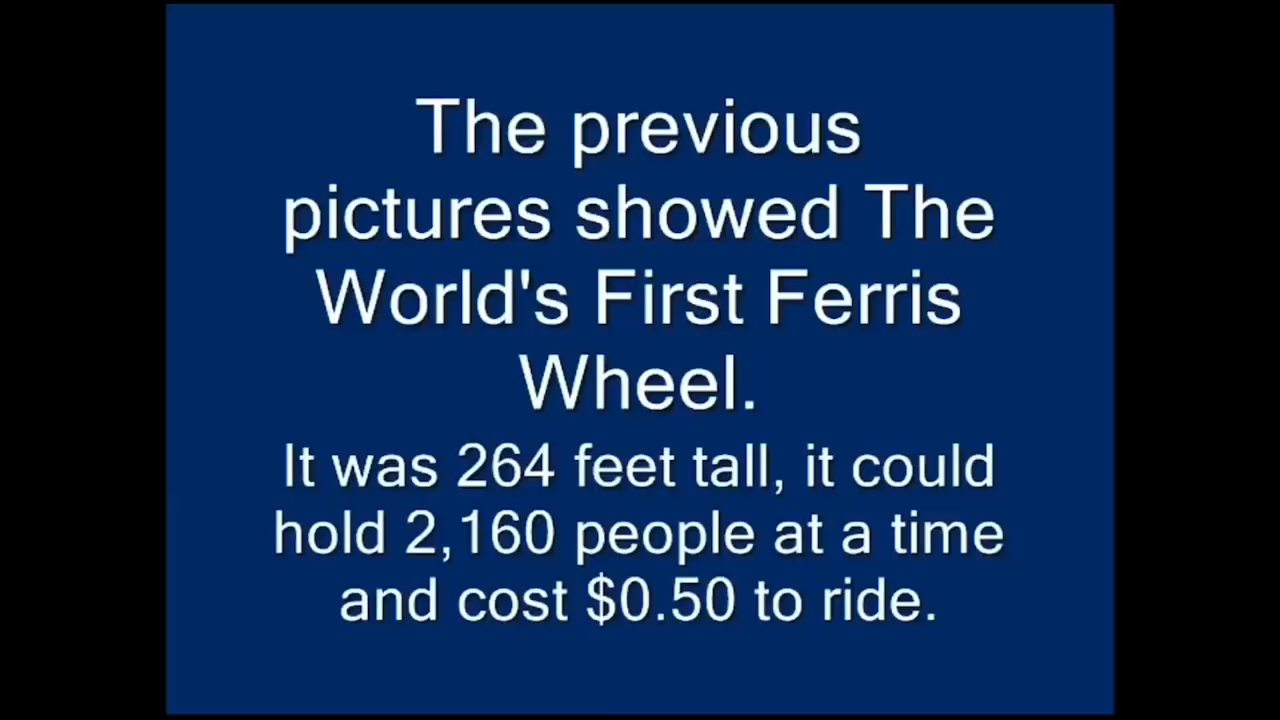 The previous
pictures showed The
World's First Ferris
Wheel.
It was 264 feet tall, it could
hold 2,160 people at a time
and cost $0.50 to ride.